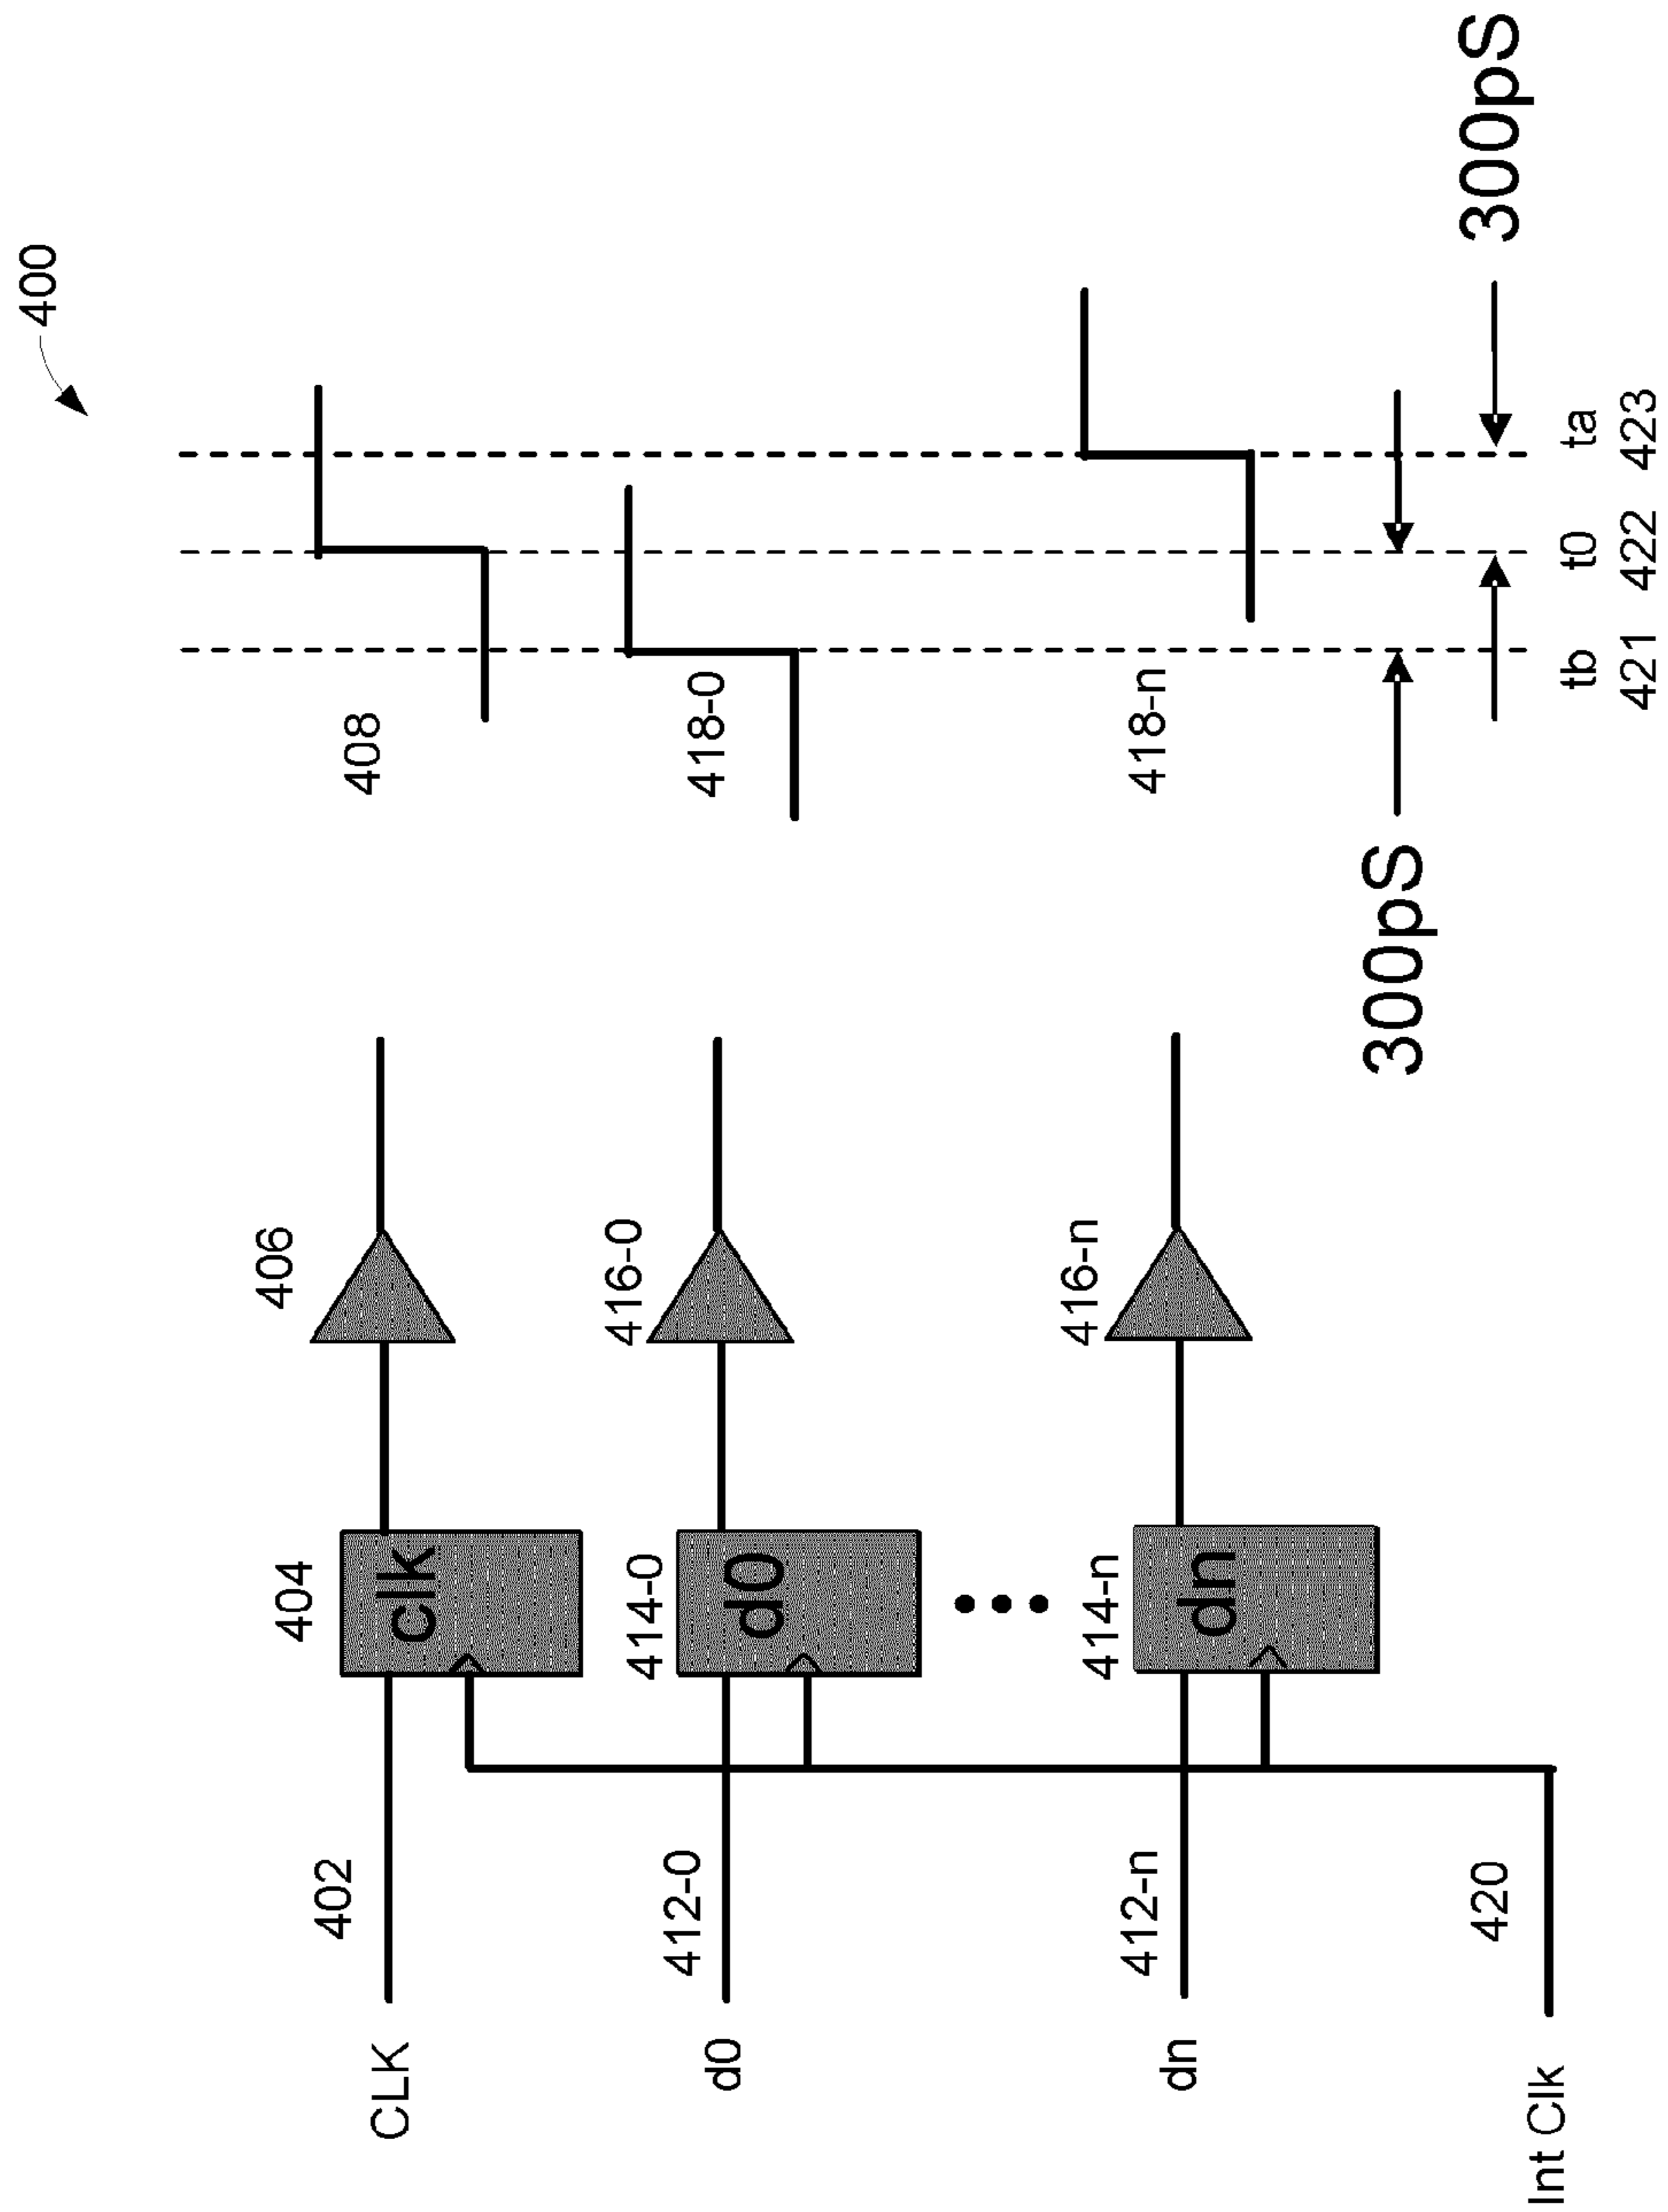 400
402
404
406
408
CLK
clk
412-0
414-0
416-0
418-0
d0
d0
412-n
414-n
416-n
418-n
dn
dn
300pS
300pS
420
Int Clk
tb
t0
ta
421
422
423